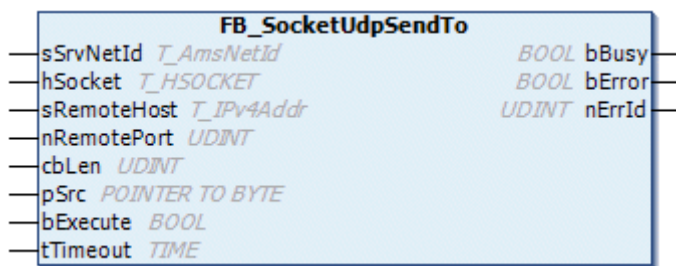 FB_SocketUdpSendTo
sSrvNetId T_AmsNetId BOOL bBusy
hSocket T_HSOCKET BOOL bError
sRemoteHost T_IPv4Addr UDINT nErrId
nRemotePort UDINT
cbLen UDINT
pSrc POINTER TO BYTE
bExecute BOOL
tTimeout TIME